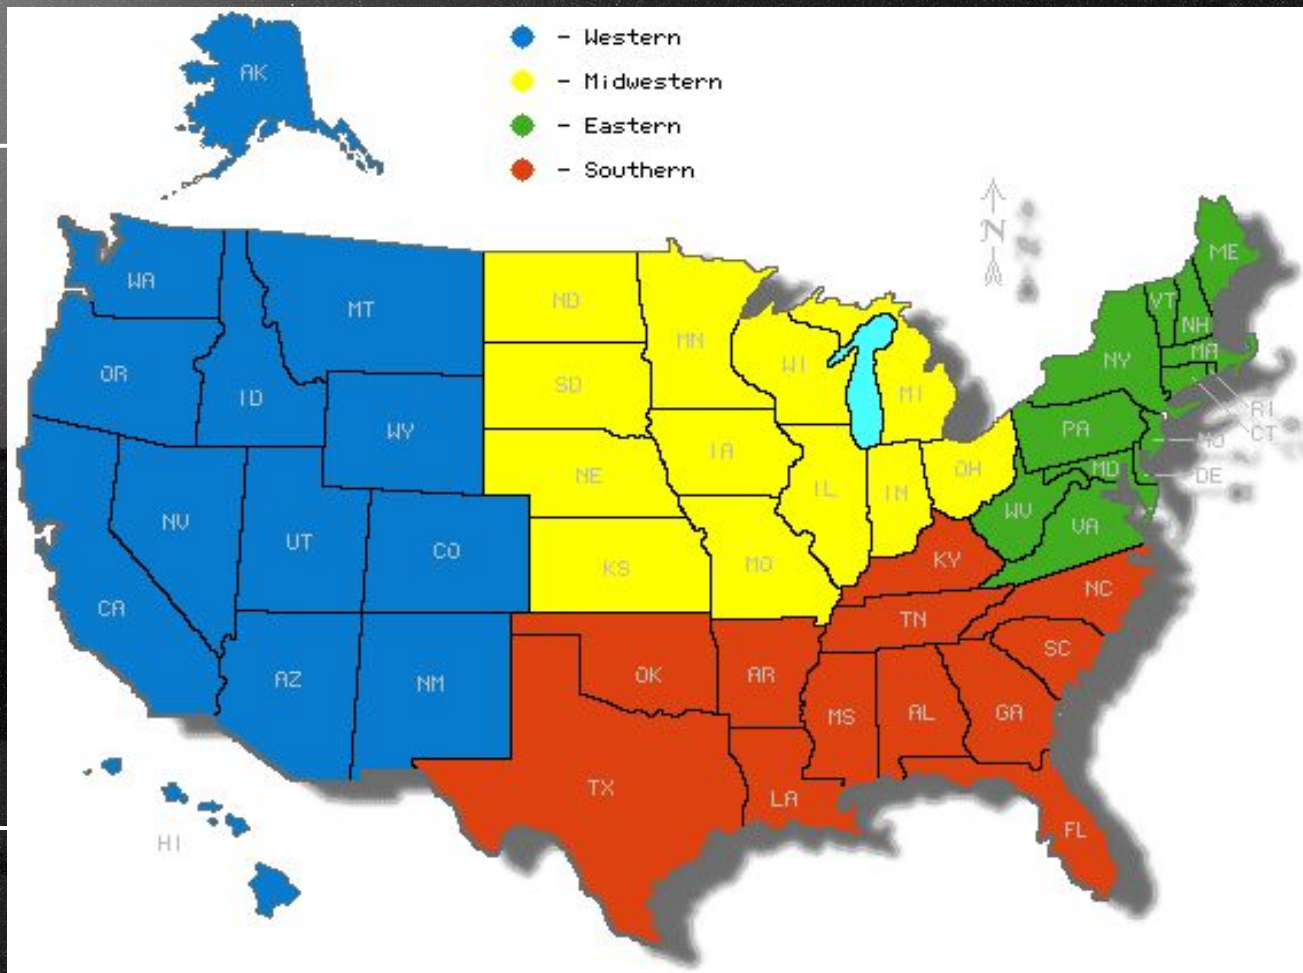 AK
- Western
- Midwestern
- Eastern
- Southern
N
ME
WA
MT
ND
MN
VT
NH
OR
ID
SD
WI
MI
NY
MA
WY
RI
CT
PA
NJ
IA
NE
OH
MD
DE
NV
UT
CO
IL
IN
WV
VA
KS
MO
KY
CA
NC
TN
SC
AZ
NM
OK
AR
MS
AL
GA
TX
LA
FL
HI